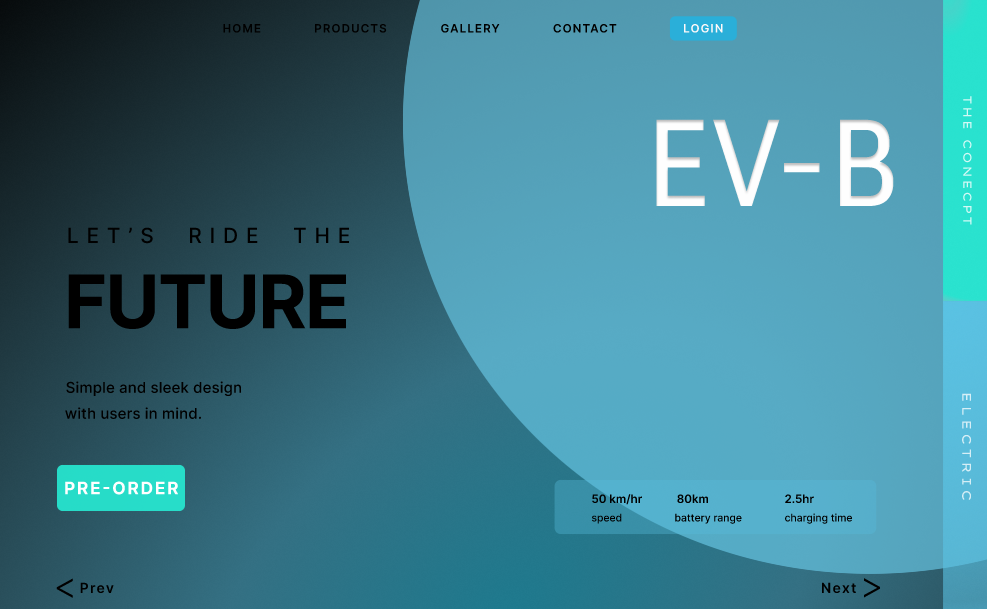 HOME PRODUCTS GALLERY CONTACT LOGIN
EV-B
THE CONECPT
LET’S RIDE THE
FUTURE
Simple and sleek design
with users in mind.
PRE-ORDER
ELECTRIC
50 km/hr 80km 2.5hr
speed battery range charging time
< Prev
Next >